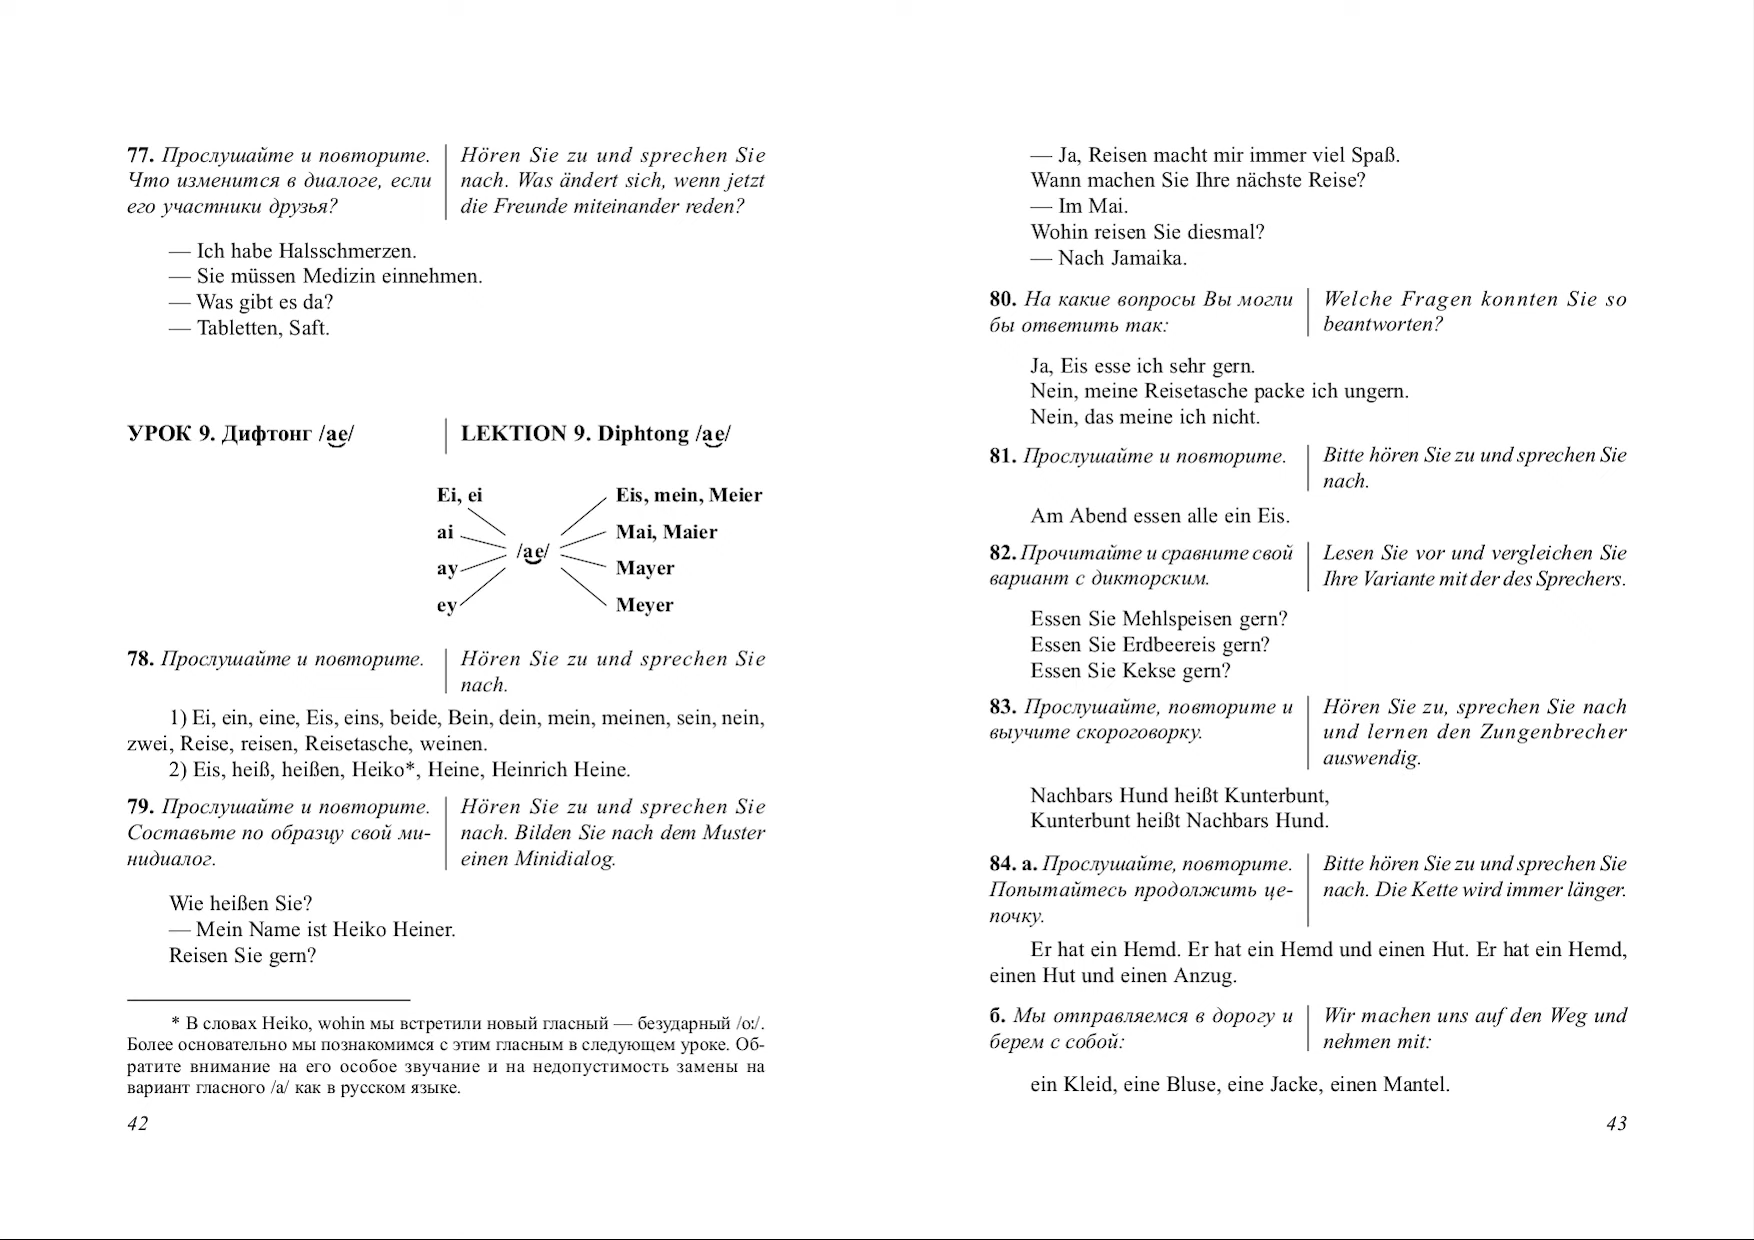 77. Прослушайте и повторите.
Что изменится в диалоге, если
его участники друзья?
Hören Sie zu und sprechen Sie
nach. Was ändert sich, wenn jetzt
die Freunde miteinander reden?
— Ich habe Halsschmerzen.
— Sie müssen Medizin einnehmen.
— Was gibt es da?
— Tabletten, Saft.
УРОК 9. Дифтонг /ae/
LEKTION 9. Diphtong /ae/
Ei, ei
ai
ay
ey
/ae/
Eis, mein, Meier
Mai, Maier
Mayer
Meyer
78. Прослушайте и повторите.
Hören Sie zu und sprechen Sie
nach.
1) Ei, ein, eine, Eis, eins, beide, Bein, dein, mein, meinen, sein, nein,
zwei, Reise, reisen, Reisetasche, weinen.
2) Eis, heiß, heißen, Heiko*, Heine, Heinrich Heine.
79. Прослушайте и повторите.
Составьте по образцу свой ми-
нидиалог.
Hören Sie zu und sprechen Sie
nach. Bilden Sie nach dem Muster
einen Minidialog.
Wie heißen Sie?
— Mein Name ist Heiko Heiner.
Reisen Sie gern?
* В словах Heiko, wohin мы встретили новый гласный — безударный /o:/.
Более основательно мы познакомимся с этим гласным в следующем уроке. Об-
ратите внимание на его особое звучание и на недопустимость замены на
вариант гласного /a/ как в русском языке.
42
— Ja, Reisen macht mir immer viel Spaß.
Wann machen Sie Ihre nächste Reise?
— Im Mai.
Wohin reisen Sie diesmal?
— Nach Jamaika.
80. На какие вопросы Вы могли
бы ответить так:
Welche Fragen konnten Sie so
beantworten?
Ja, Eis esse ich sehr gern.
Nein, meine Reisetasche packe ich ungern.
Nein, das meine ich nicht.
81. Прослушайте и повторите.
Bitte hören Sie zu und sprechen Sie
nach.
Am Abend essen alle ein Eis.
82. Прочитайте и сравните свой
вариант с дикторским.
Lesen Sie vor und vergleichen Sie
Ihre Variante mit der des Sprechers.
Essen Sie Mehlspeisen gern?
Essen Sie Erdbeereis gern?
Essen Sie Kekse gern?
83. Прослушайте, повторите и
выучите скороговорку.
Hören Sie zu, sprechen Sie nach
und lernen den Zungenbrecher
auswendig.
Nachbars Hund heißt Kunterbunt,
Kunterbunt heißt Nachbars Hund.
84. а. Прослушайте, повторите.
Попытайтесь продолжить це-
почку.
Bitte hören Sie zu und sprechen Sie
nach. Die Kette wird immer länger.
Er hat ein Hemd. Er hat ein Hemd und einen Hut. Er hat ein Hemd,
einen Hut und einen Anzug.
б. Мы отправляемся в дорогу и
берем с собой:
Wir machen uns auf den Weg und
nehmen mit:
ein Kleid, eine Bluse, eine Jacke, einen Mantel.
43